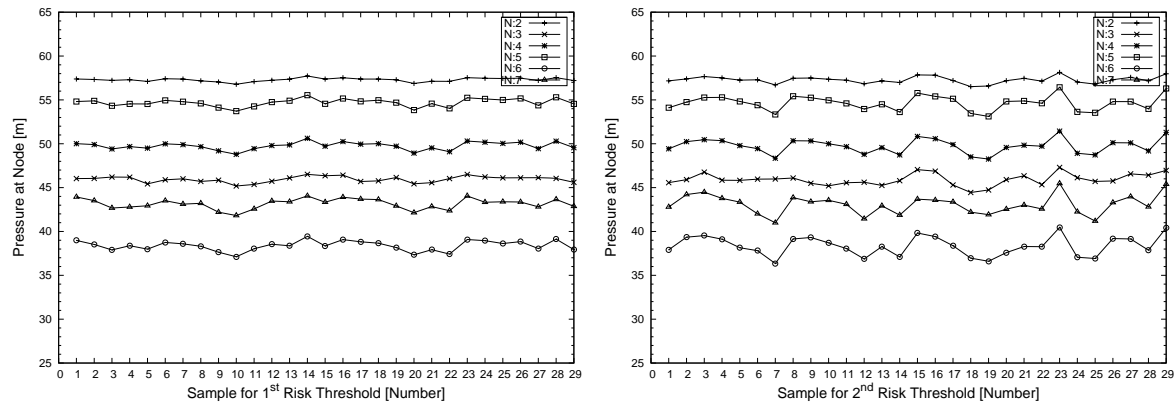 65
60
55
50
45
40
35
30
25
Pressure at Node [m]
N:2
N:3
N:4
N:5
N:6
N:7
0 1 2 3 4 5 6 7 8 9 10 11 12 13 14 15 16 17 18 19 20 21 22 23 24 25 26 27 28 29
Sample for 1st Risk Threshold [Number]
65
60
55
50
45
40
35
30
25
Pressure at Node [m]
N:2
N:3
N:4
N:5
N:6
N:7
0 1 2 3 4 5 6 7 8 9 10 11 12 13 14 15 16 17 18 19 20 21 22 23 24 25 26 27 28 29
Sample for 2nd Risk Threshold [Number]